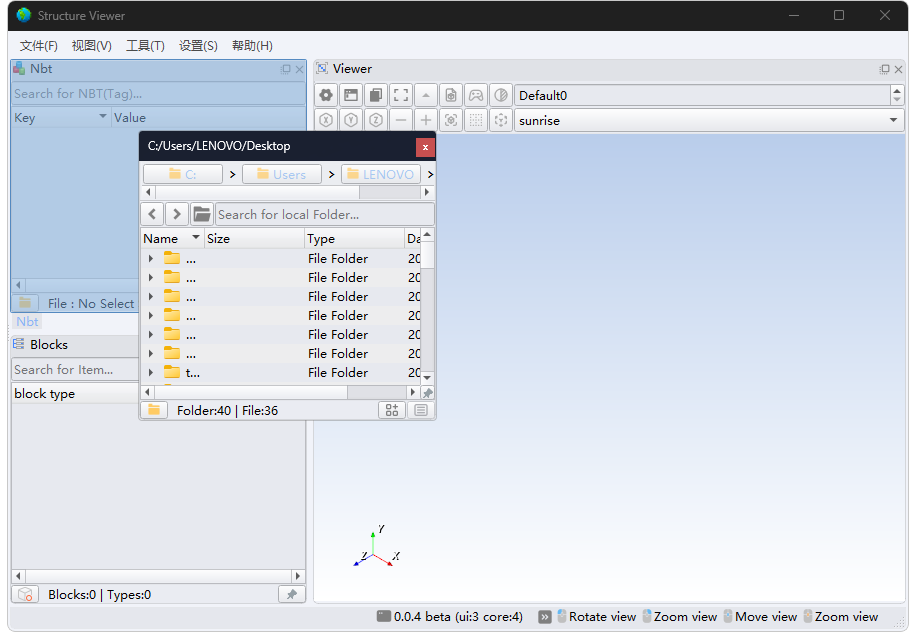 Structure Viewer
文件(F) 视图(V) 工具(T) 设置(S) 帮助(H)
Nbt
Search for NBT(Tag)...
Key Value
File : No Select
Nbt
Blocks
Search for Item...
block type
Blocks:0 | Types:0
C:/Users/LENOVO/Desktop
x
C: > Users > LENOVO >
Search for local Folder...
Name Size Type Da
... File Folder 20
... File Folder 20
... File Folder 20
... File Folder 20
... File Folder 20
... File Folder 20
t... File Folder 20
Folder:40 | File:36
Viewer
Default0
X Y Z
sunrise
Y
Z X
0.0.4 beta (ui:3 core:4) Rotate view Zoom view Move view Zoom view